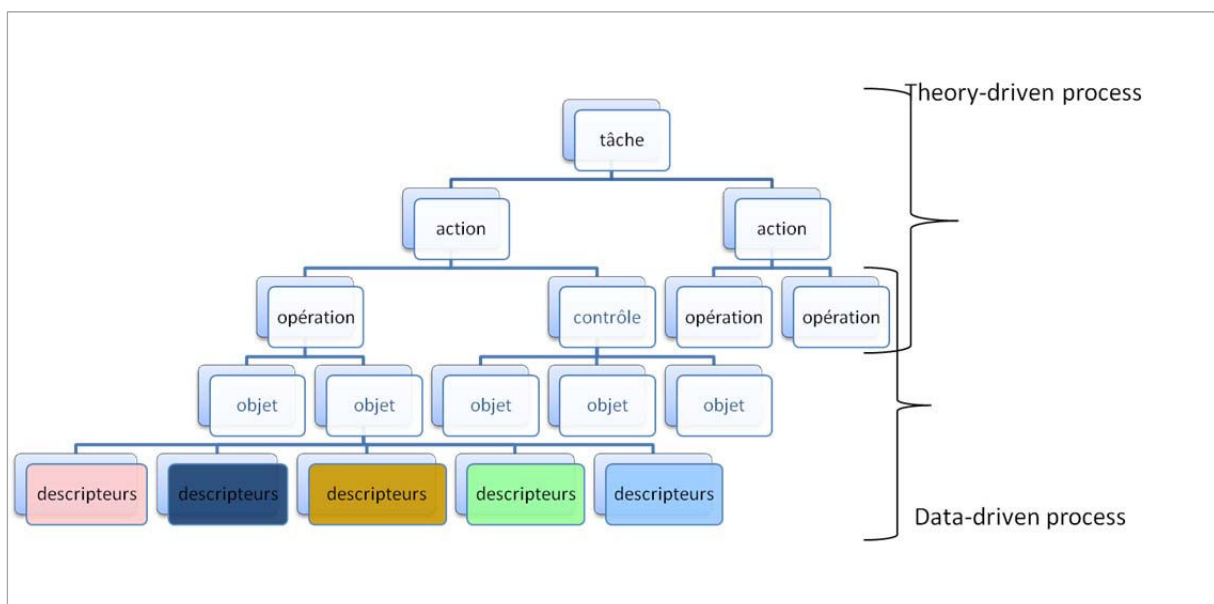 Theory-driven process
tâche
action
action
opération
contrôle
opération
opération
objet
objet
objet
objet
objet
descripteurs
descripteurs
descripteurs
descripteurs
descripteurs
Data-driven process